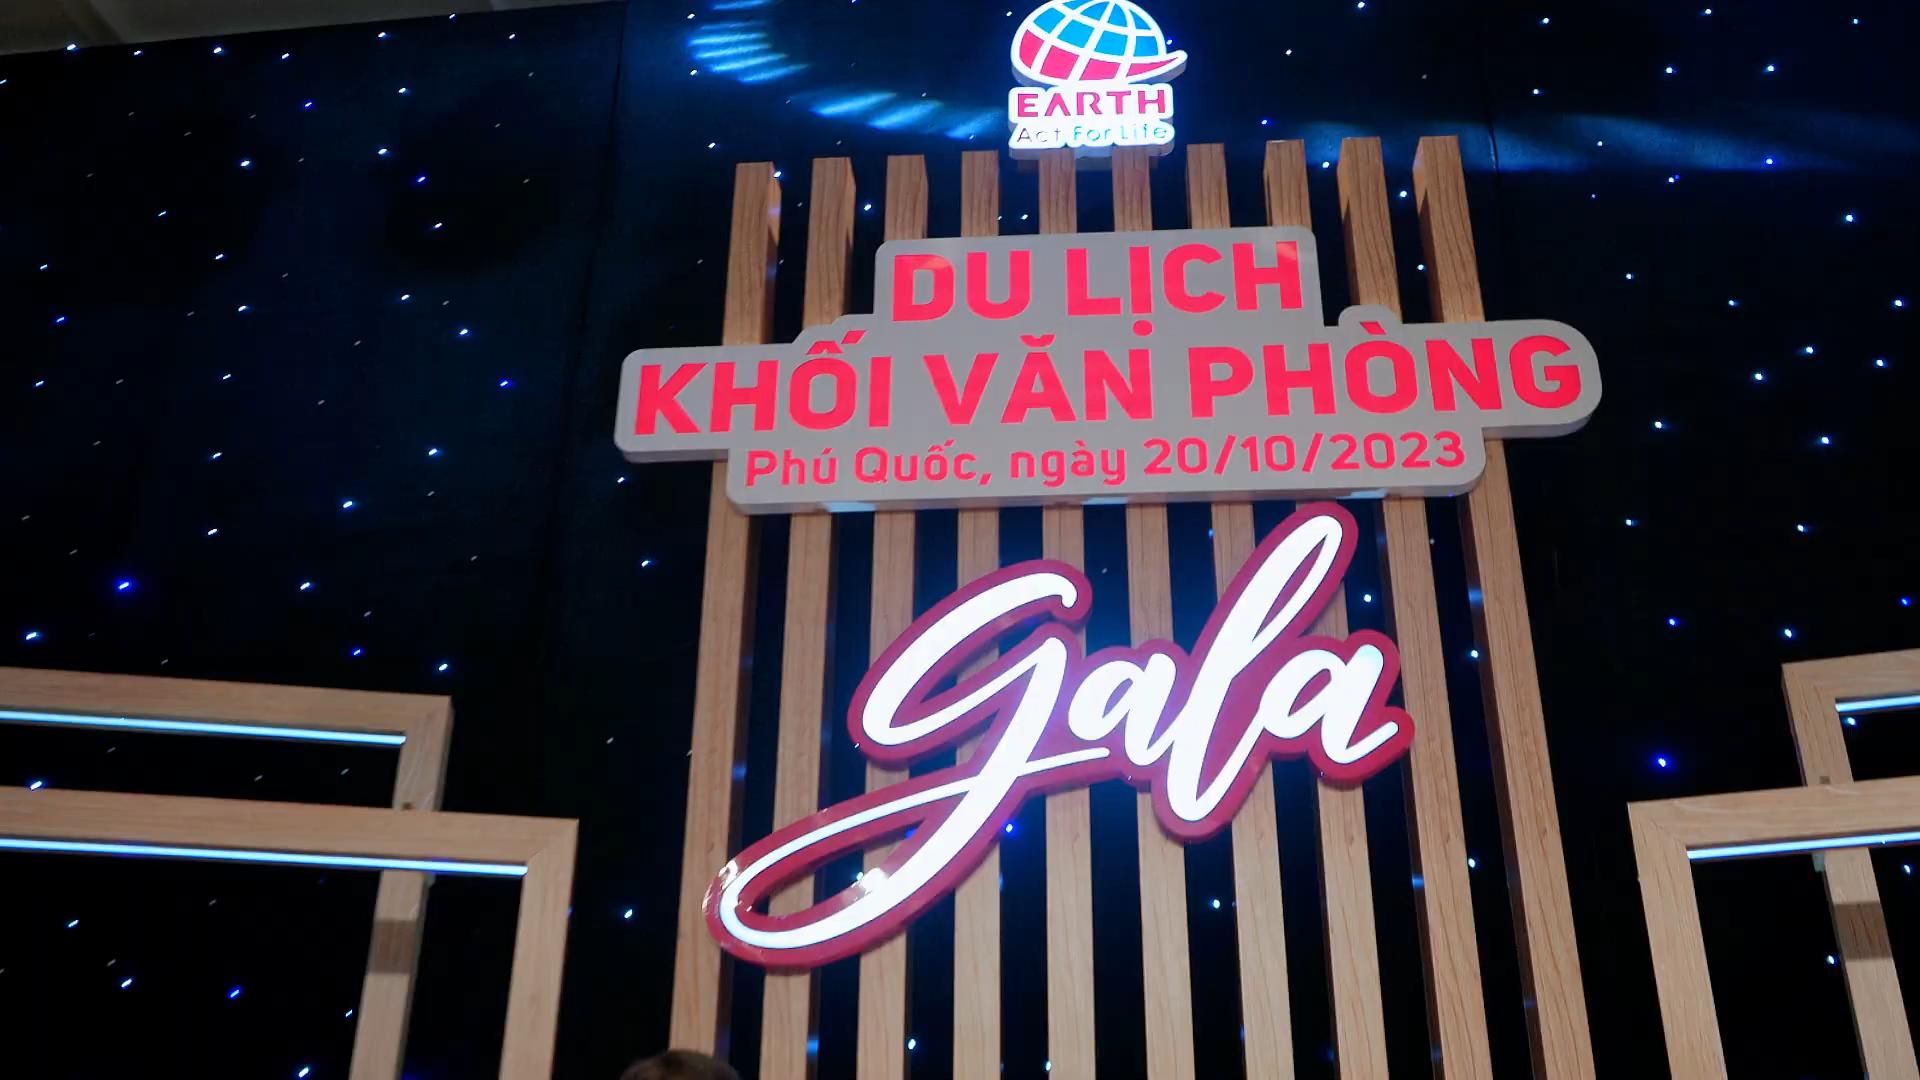 EARTH
Act For Life
DU LỊCH
KHỐI VĂN PHÒNG
Phú Quốc, ngày 20/10/2023
gala